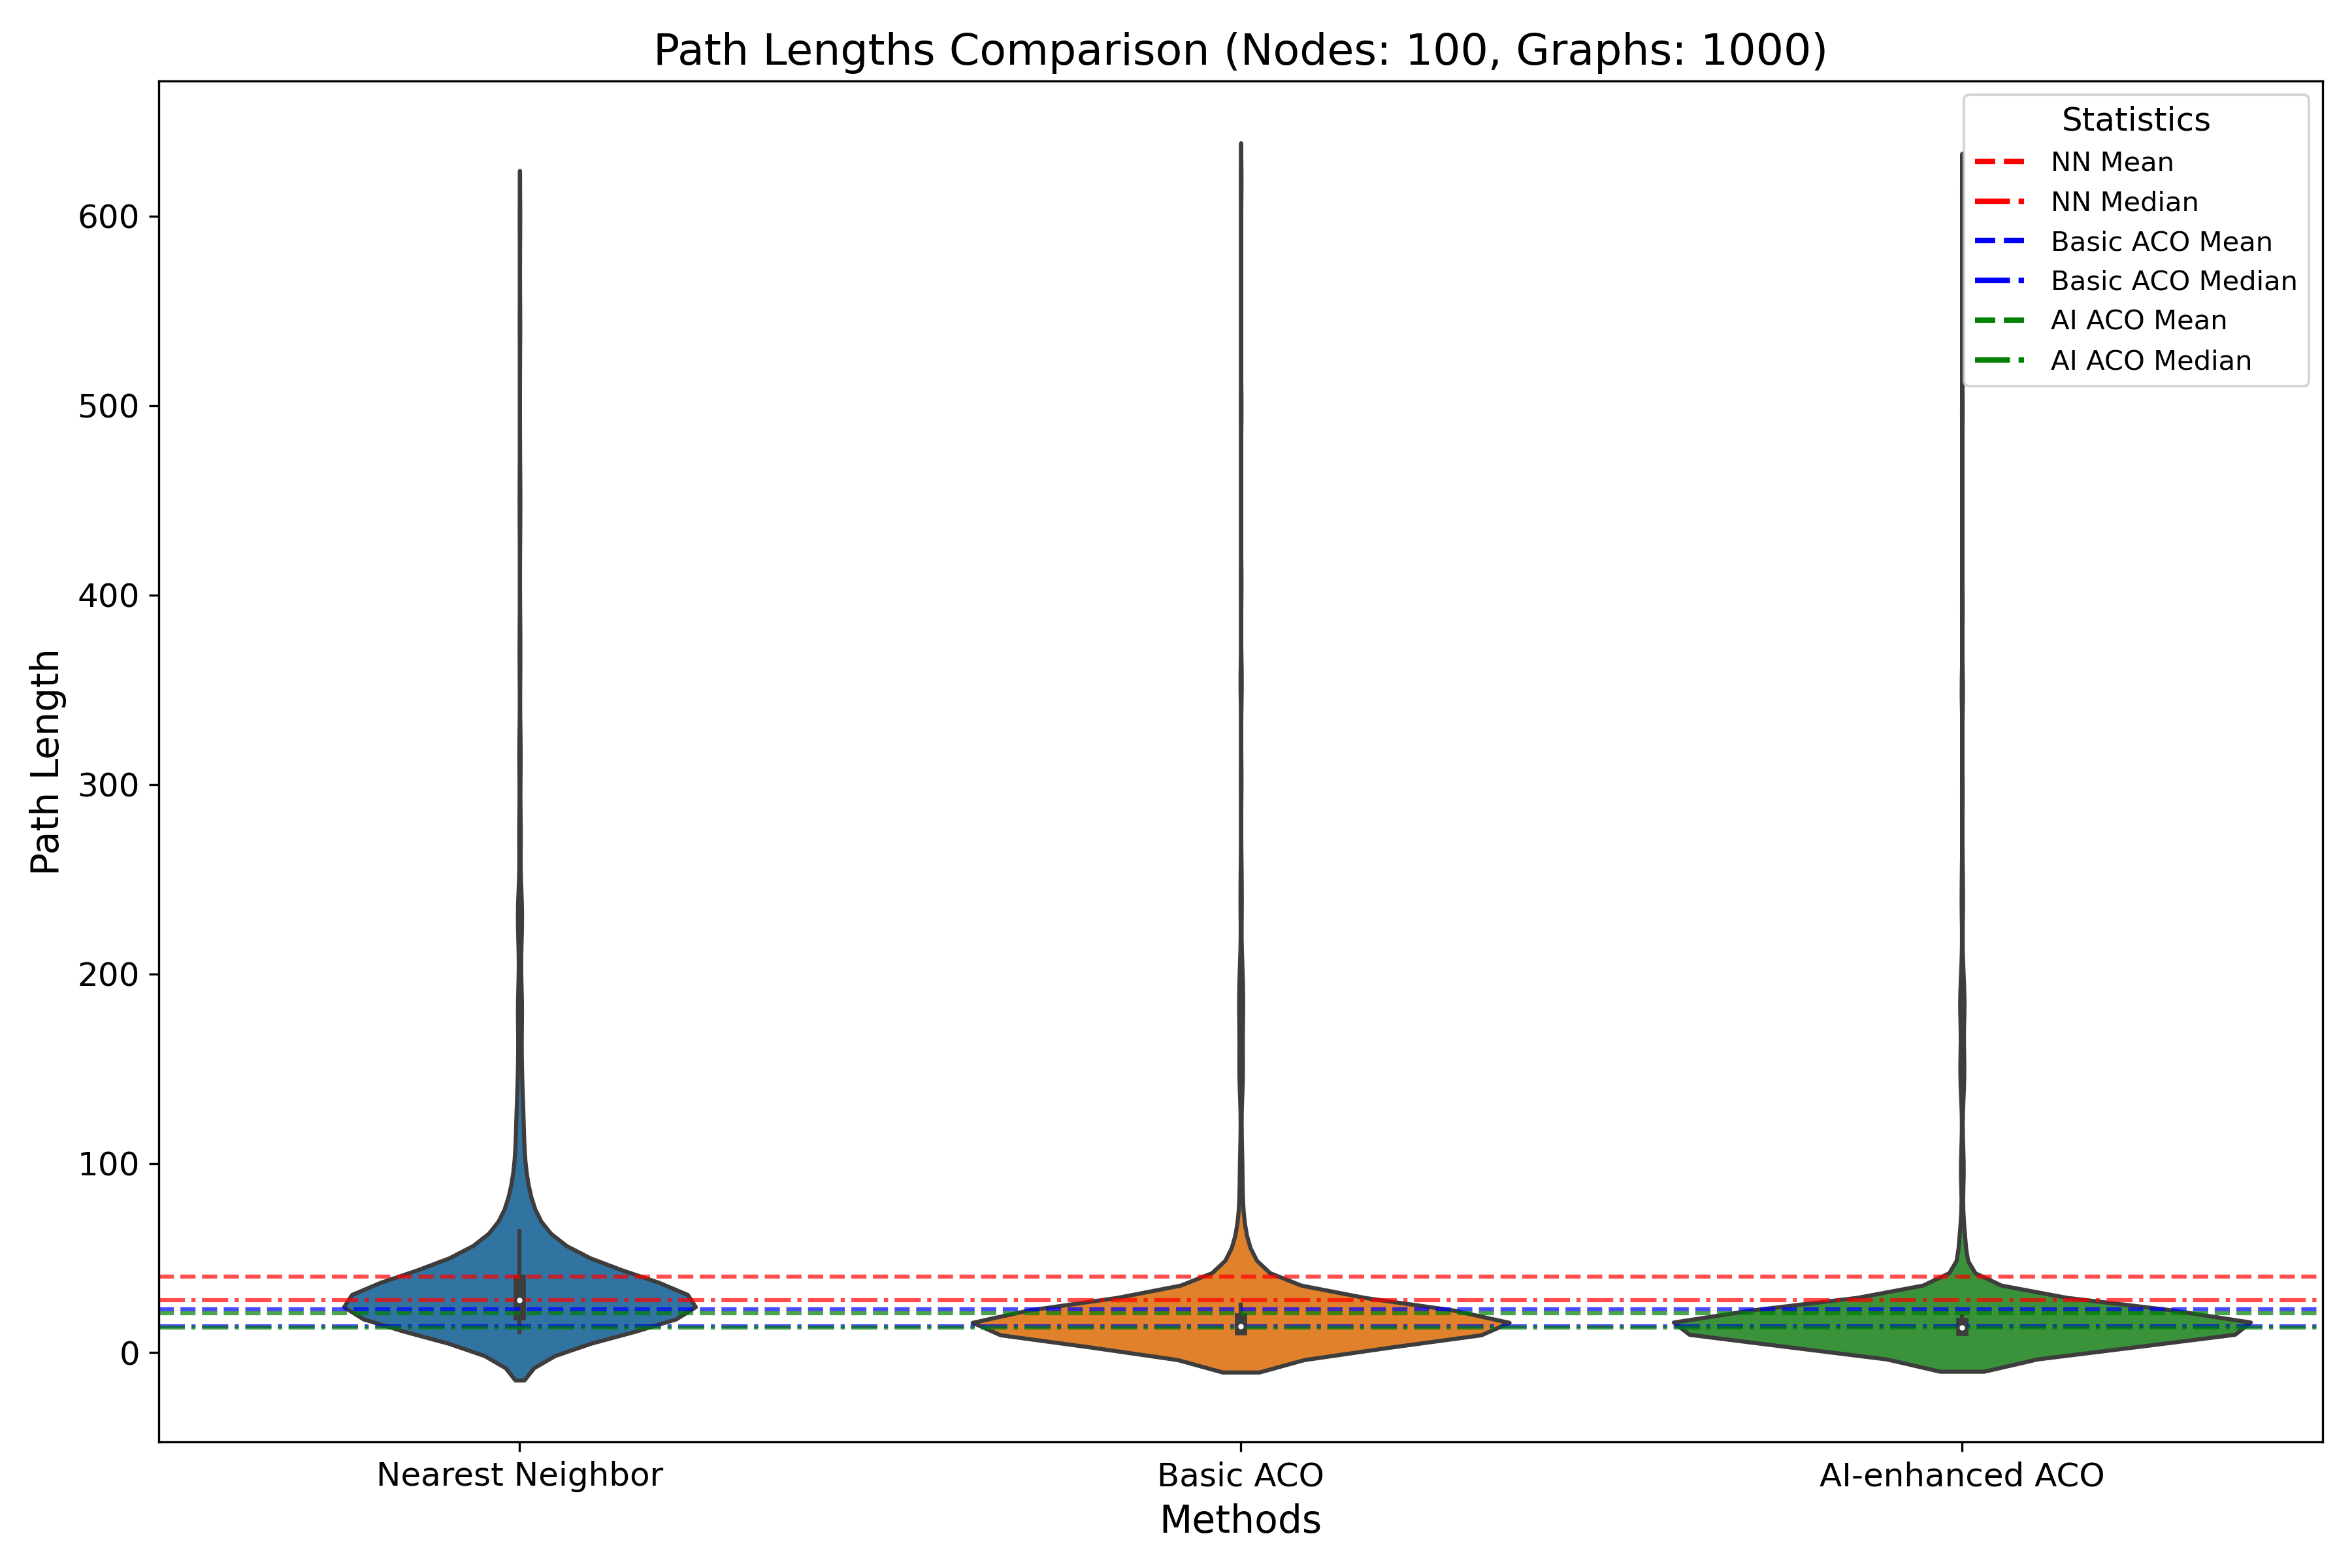 Path Lengths Comparison (Nodes: 100, Graphs: 1000)
Statistics
NN Mean
NN Median
Basic ACO Mean
Basic ACO Median
AI ACO Mean
AI ACO Median
Path Length
600
500
400
300
200
100
0
Nearest Neighbor
Basic ACO
AI-enhanced ACO
Methods